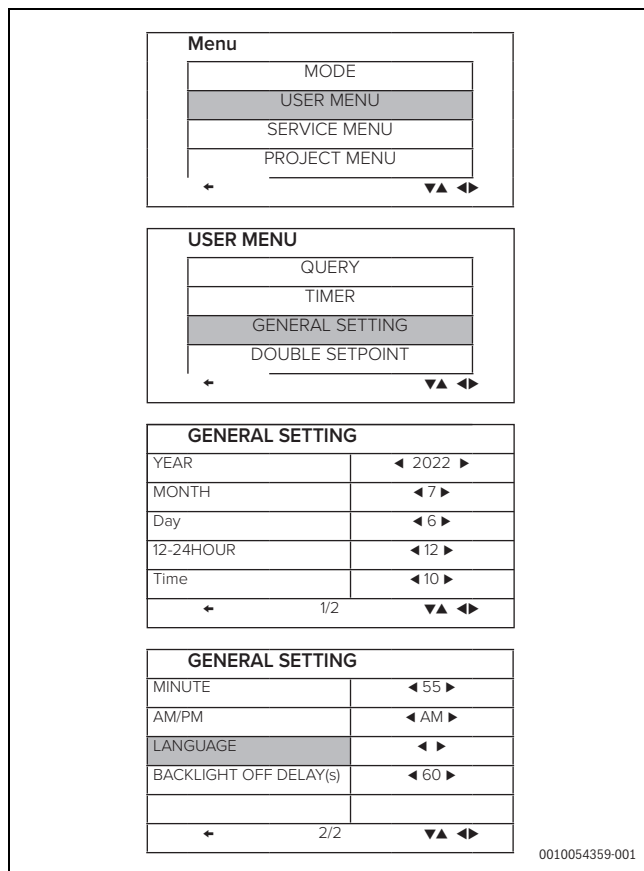 Menu
MODE
USER MENU
SERVICE MENU
PROJECT MENU
← ▼▲ ◀▶
USER MENU
QUERY
TIMER
GENERAL SETTING
DOUBLE SETPOINT
← ▼▲ ◀▶
GENERAL SETTING
YEAR ◀ 2022 ▶
MONTH ◀ 7 ▶
Day ◀ 6 ▶
12-24HOUR ◀ 12 ▶
Time ◀ 10 ▶
← 1/2 ▼▲ ◀▶
GENERAL SETTING
MINUTE ◀ 55 ▶
AM/PM ◀ AM ▶
LANGUAGE ◀ ▶
BACKLIGHT OFF DELAY(s) ◀ 60 ▶
← 2/2 ▼▲ ◀▶
0010054359-001